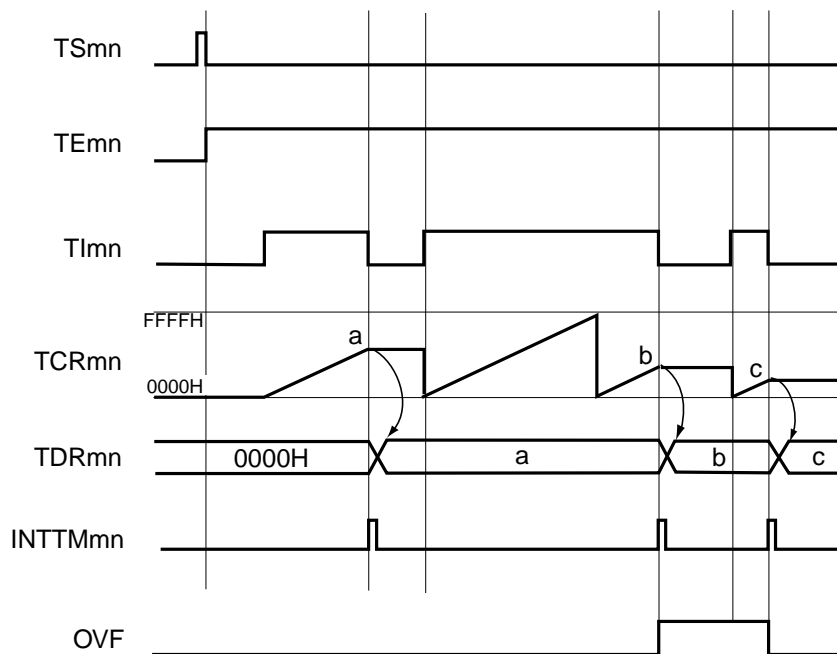 TSmn
TEmn
TImn
FFFFH
a
b
c
TCRmn
0000H
TDRmn
0000H
a
b
c
INTTMmn
OVF